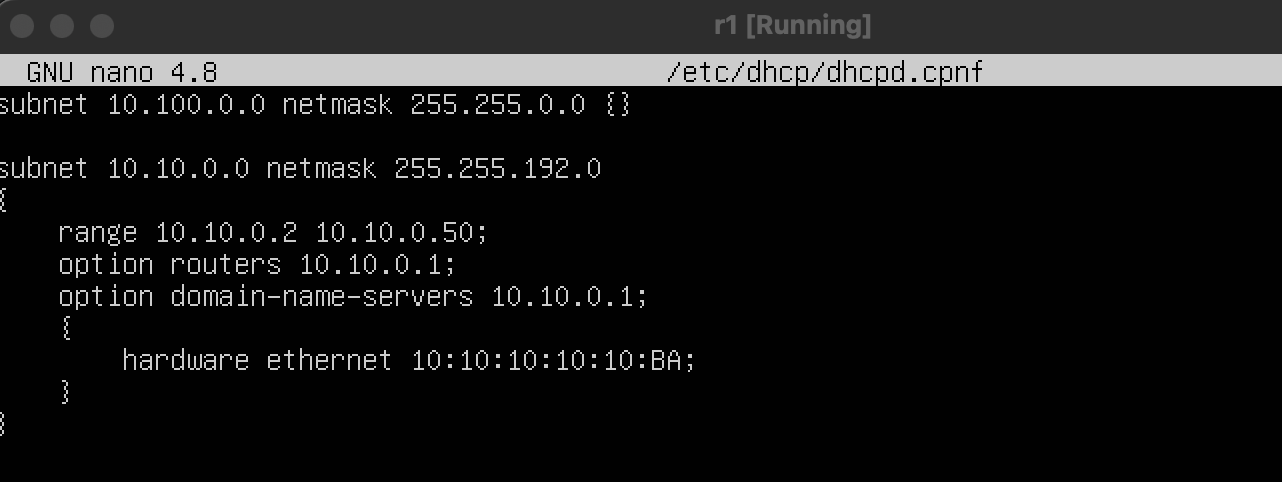 r1 [Running]
GNU nano 4.8 /etc/dhcp/dhcpd.cpnf
subnet 10.100.0.0 netmask 255.255.0.0 {}
subnet 10.10.0.0 netmask 255.255.192.0
{
range 10.10.0.2 10.10.0.50;
option routers 10.10.0.1;
option domain-name-servers 10.10.0.1;
{
hardware ethernet 10:10:10:10:10:BA;
}
}